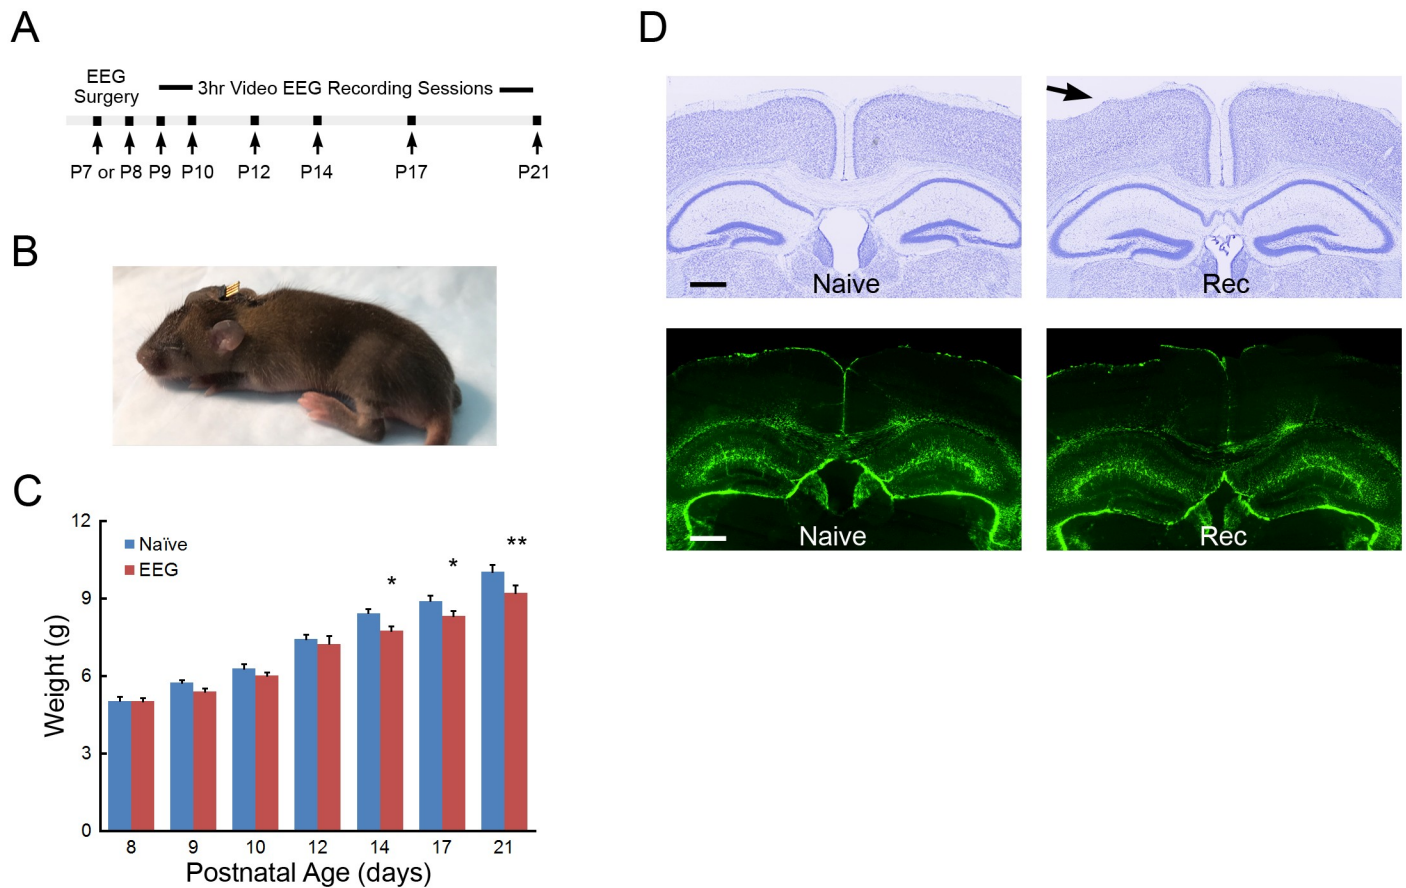 A
EEG
Surgery
3hr Video EEG Recording Sessions
P7 or P8 P9 P10 P12 P14 P17 P21
B
C
12
9
6
3
0
Weight (g)
Naïve
EEG
*
*
**
8 9 10 12 14 17 21
Postnatal Age (days)
D
Naive
Rec
Naive
Rec